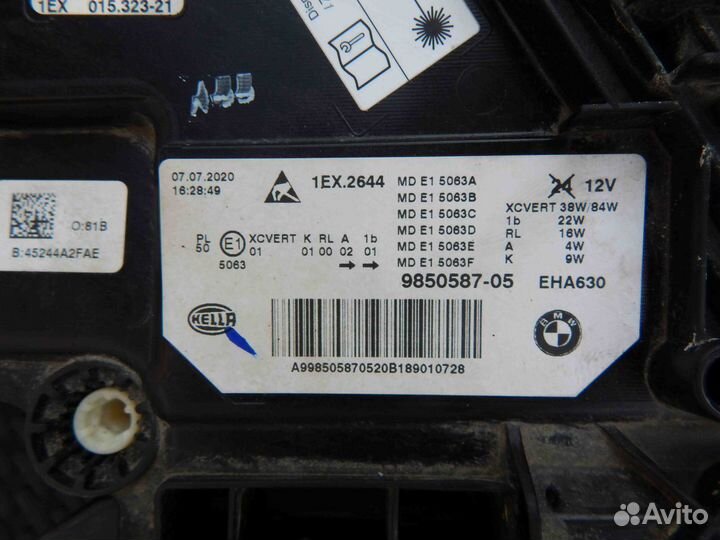 1EX 015.323-21
07.07.2020
16:28:49
1EX.2644
MD E1 5063A
MD E1 5063B
MD E1 5063C
MD E1 5063D
MD E1 5063E
MD E1 5063F
24 12V
XCVERT 38W/84W
1b 22W
RL 16W
A 4W
K 9W
PL
50
E1
XCVERT K RL A 1b
01 01 00 02 01
5063
9850587-05 EHA630
HELLA
BMW
A998505870520B189010728
O:81B
B:45244A2FAE
Avito